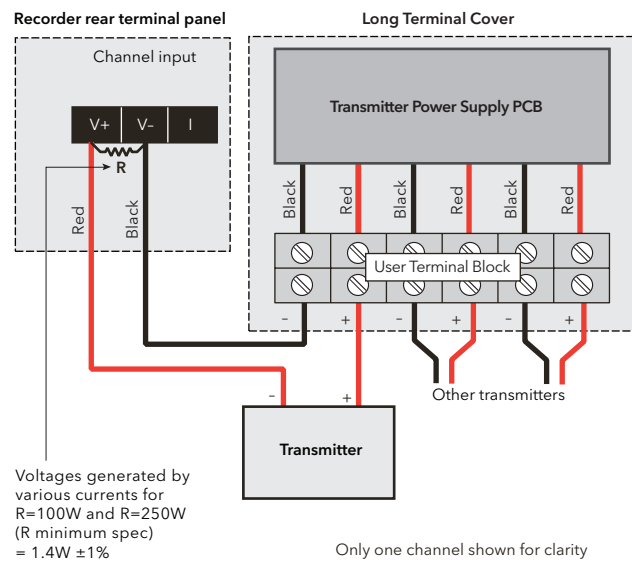 Recorder rear terminal panel
Long Terminal Cover
Channel input
Transmitter Power Supply PCB
V+ V– I
R
Red
Black
Black
Red
Black
Red
Black
Red
User Terminal Block
– + – + – +
Other transmitters
– +
Transmitter
Voltages generated by
various currents for
R=100W and R=250W
(R minimum spec)
= 1.4W ±1%
Only one channel shown for clarity